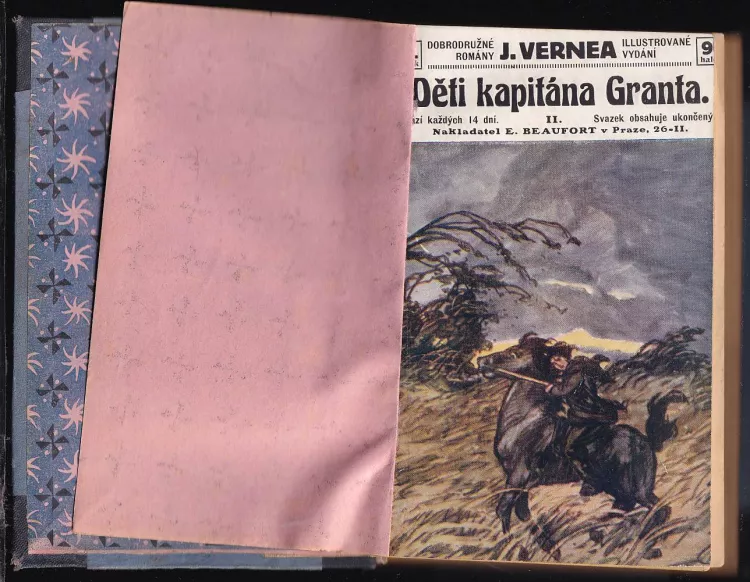 DOBRODRUŽNÉ
ROMÁNY
J. VERNEA
ILLUSTROVANÉ
VYDÁNÍ
9
hal
Děti kapitána Granta.
každých 14 dní. II. Svazek obsahuje ukončený
Nakladatel E. BEAUFORT v Praze, 26-II.